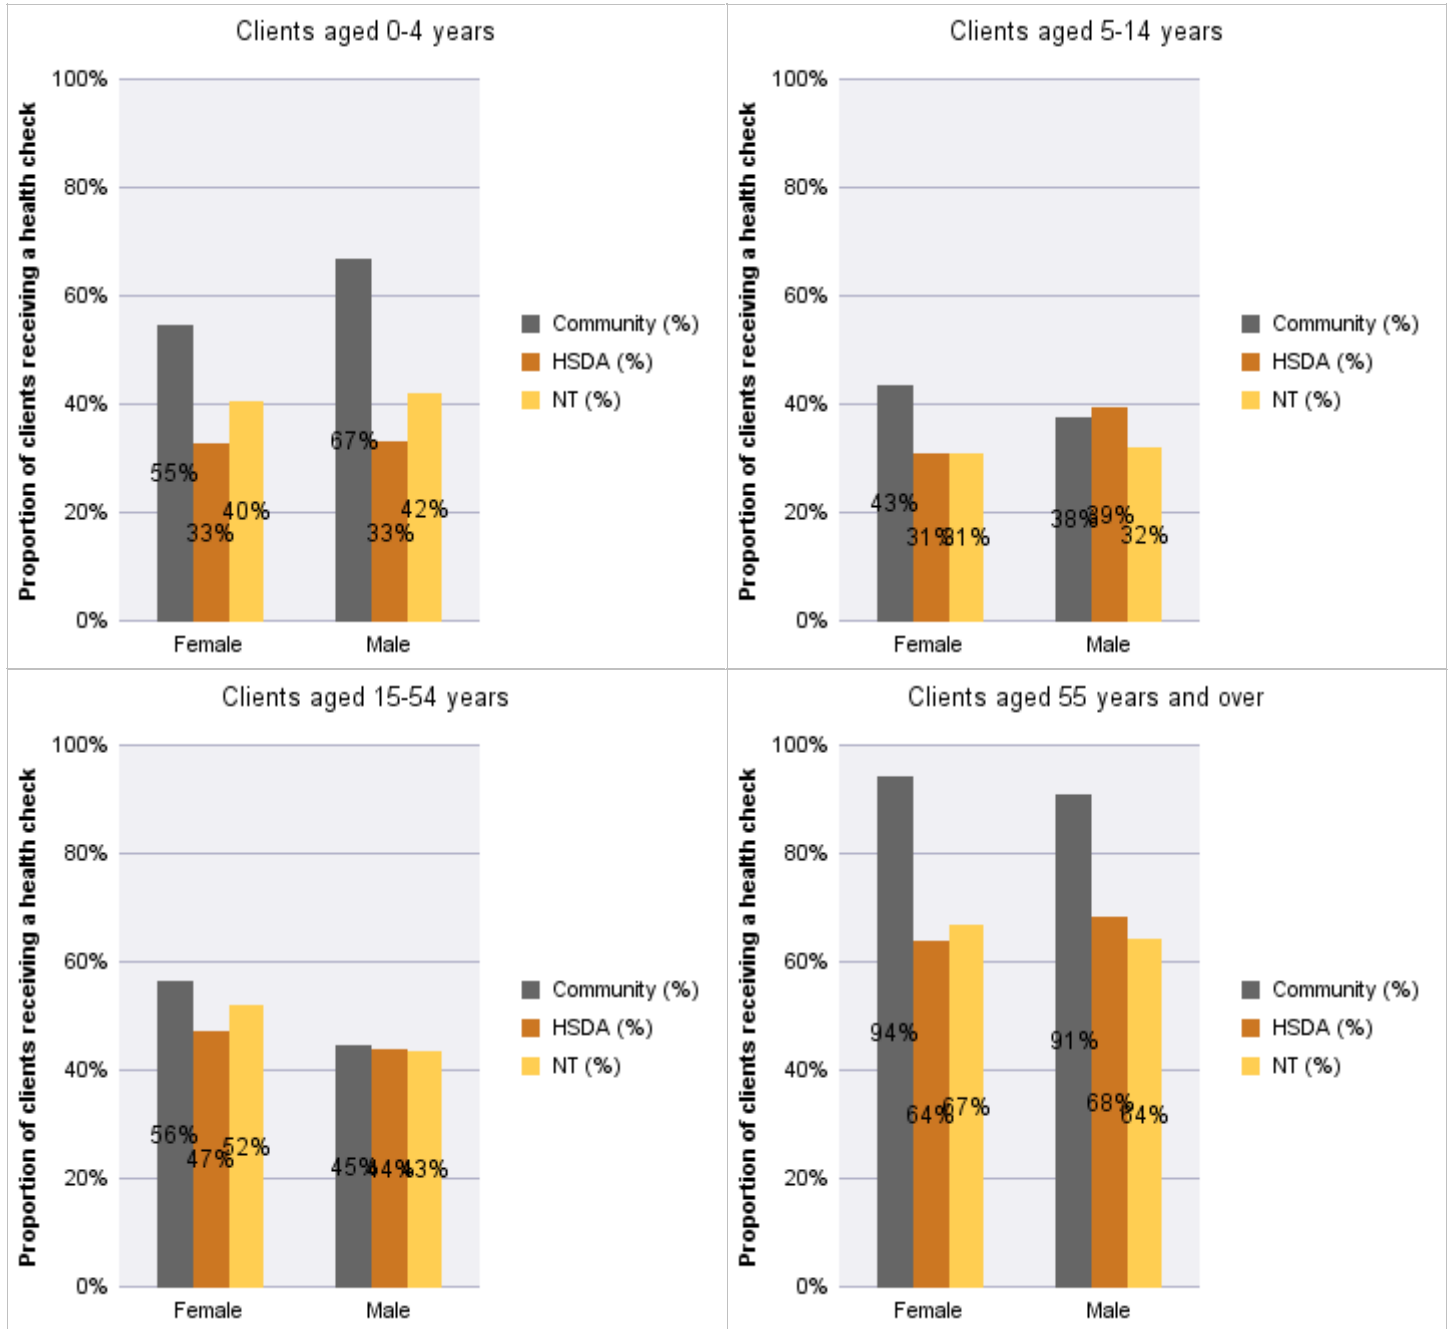 Clients aged 0-4 years
Proportion of clients receiving a health check
100%
80%
60%
40%
20%
0%
55%
33%
40%
67%
33%
42%
Female
Male
Community (%)
HSDA (%)
NT (%)
Clients aged 5-14 years
Proportion of clients receiving a health check
100%
80%
60%
40%
20%
0%
43%
31%
31%
38%
39%
32%
Female
Male
Community (%)
HSDA (%)
NT (%)
Clients aged 15-54 years
Proportion of clients receiving a health check
100%
80%
60%
40%
20%
0%
56%
47%
52%
45%
44%
43%
Female
Male
Community (%)
HSDA (%)
NT (%)
Clients aged 55 years and over
Proportion of clients receiving a health check
100%
80%
60%
40%
20%
0%
94%
64%
67%
91%
68%
64%
Female
Male
Community (%)
HSDA (%)
NT (%)